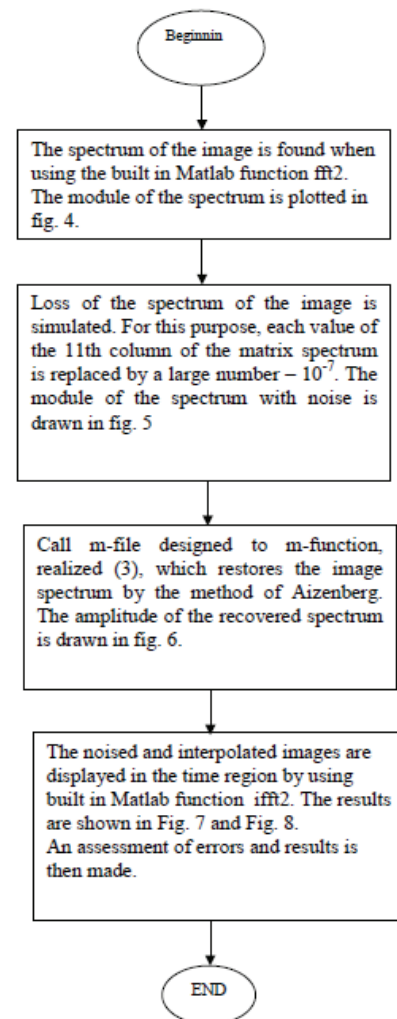 Beginnin
The spectrum of the image is found when
using the built in Matlab function fft2.
The module of the spectrum is plotted in
fig. 4.
Loss of the spectrum of the image is
simulated. For this purpose, each value of
the 11th column of the matrix spectrum
is replaced by a large number – 10⁻⁷. The
module of the spectrum with noise is
drawn in fig. 5
Call m-file designed to m-function,
realized (3), which restores the image
spectrum by the method of Aizenberg.
The amplitude of the recovered spectrum
is drawn in fig. 6.
The noised and interpolated images are
displayed in the time region by using
built in Matlab function ifft2. The results
are shown in Fig. 7 and Fig. 8.
An assessment of errors and results is
then made.
END